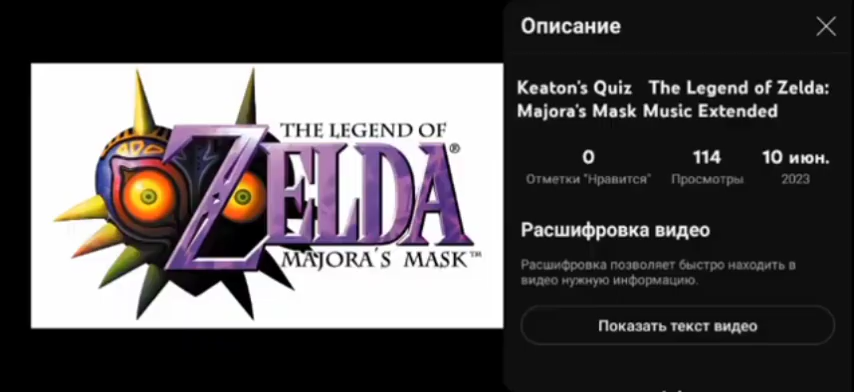 THE LEGEND OF
ZELDA®
MAJORA'S MASK™
Описание
Keaton's Quiz The Legend of Zelda:
Majora's Mask Music Extended
0 114 10 июн.
Отметки "Нравится" Просмотры 2023
Расшифровка видео
Расшифровка позволяет быстро находить в
видео нужную информацию.
Показать текст видео